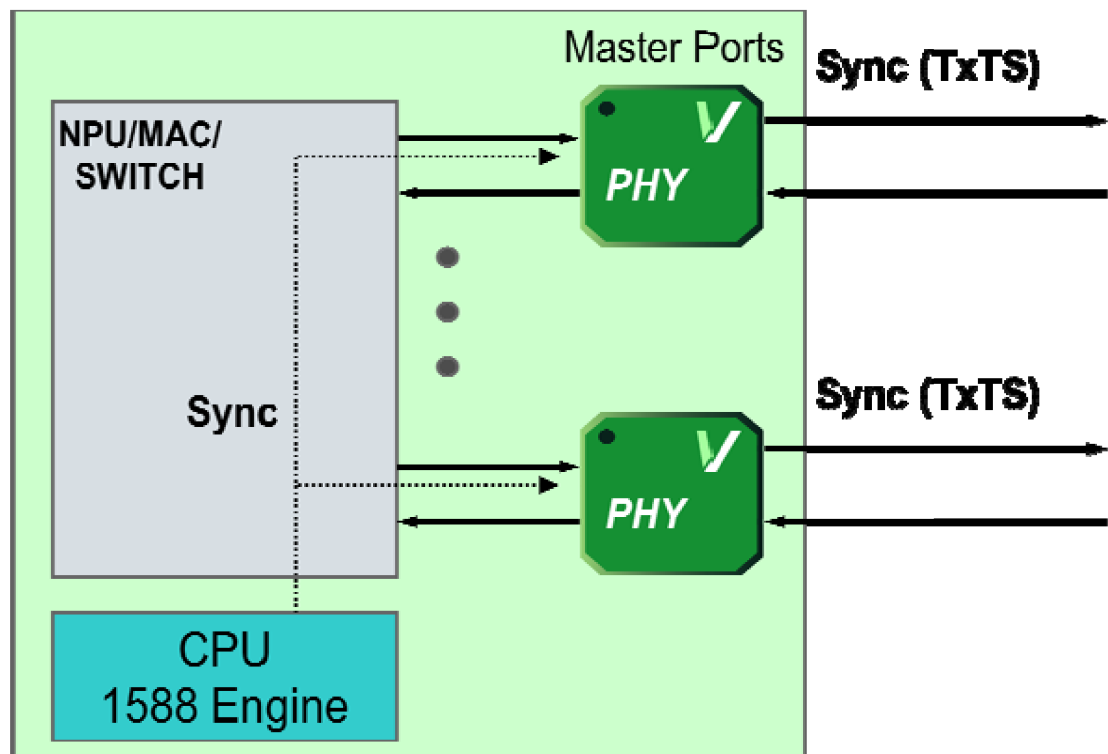 Master Ports
Sync (TxTS)
NPU/MAC/
SWITCH
PHY
Sync (TxTS)
Sync
PHY
CPU
1588 Engine